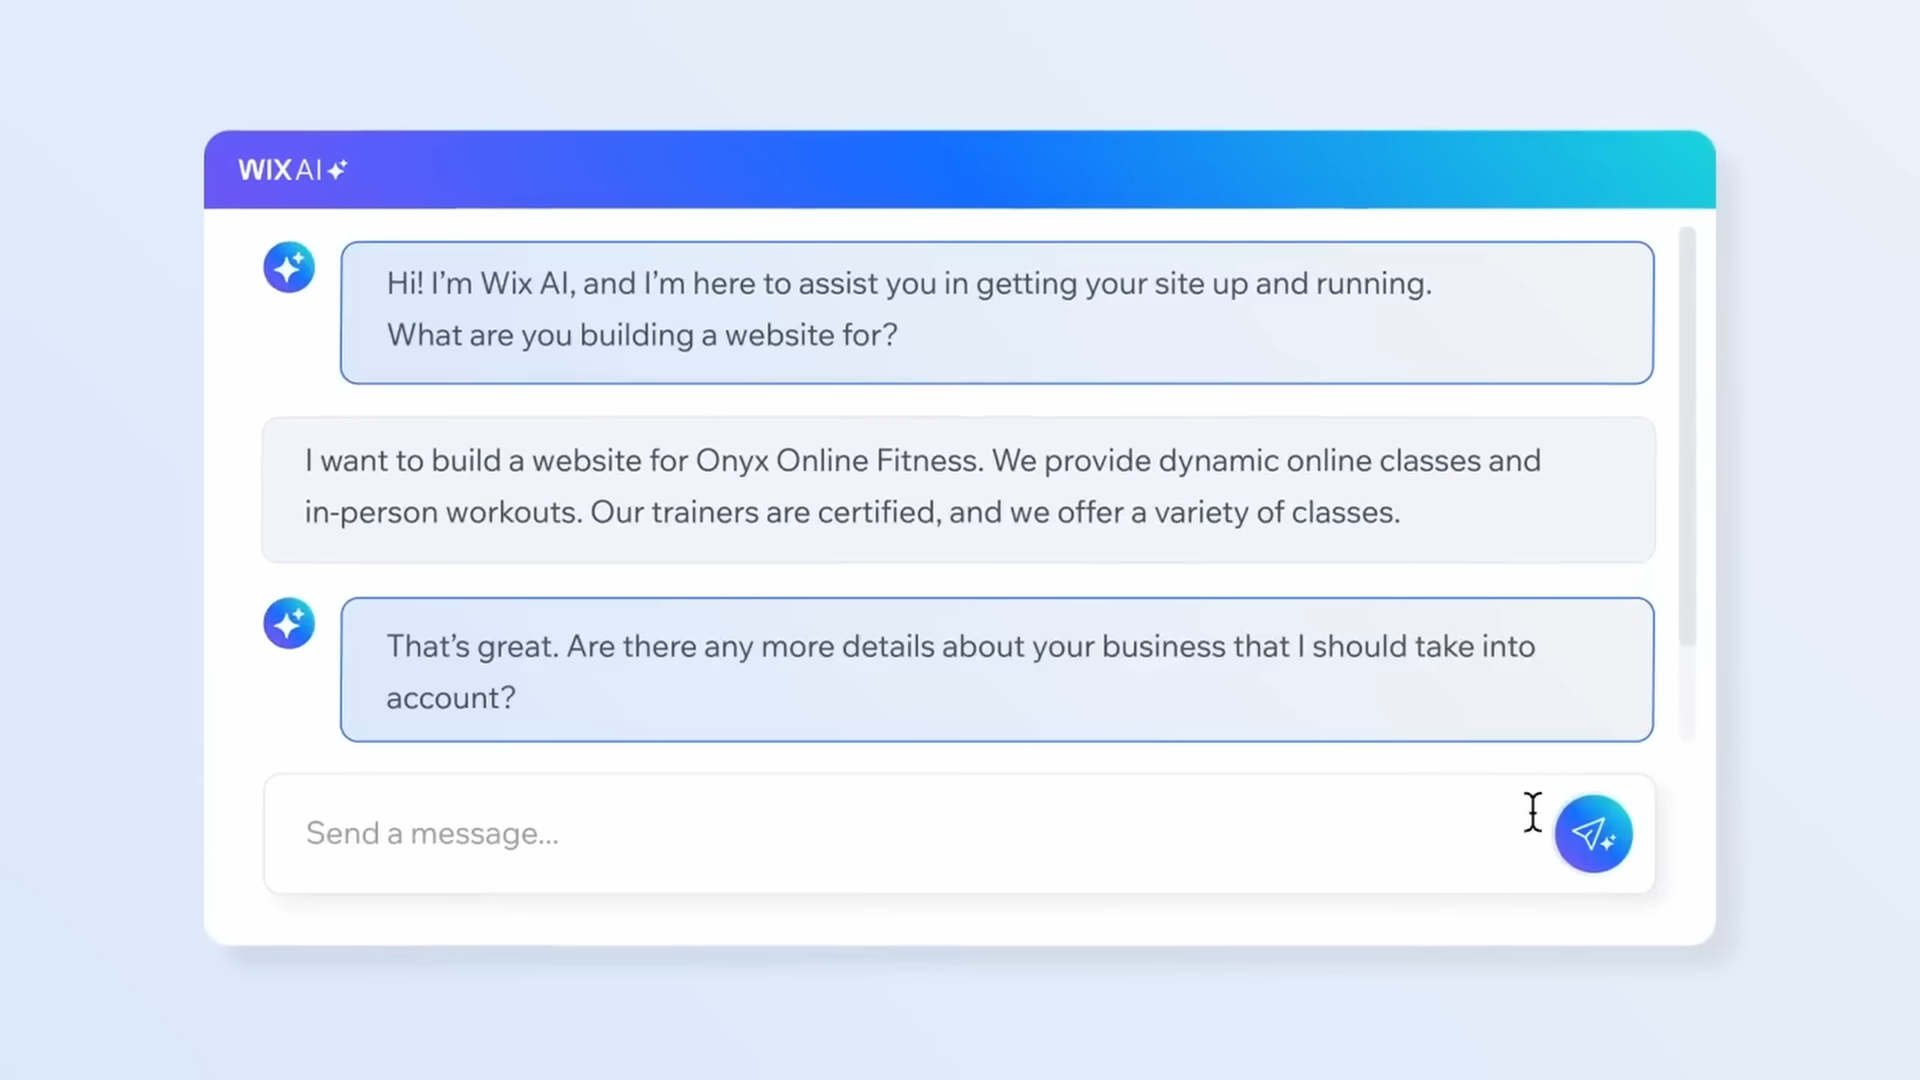 WIX AI
Hi! I’m Wix AI, and I’m here to assist you in getting your site up and running.
What are you building a website for?
I want to build a website for Onyx Online Fitness. We provide dynamic online classes and
in-person workouts. Our trainers are certified, and we offer a variety of classes.
That’s great. Are there any more details about your business that I should take into
account?
Send a message...